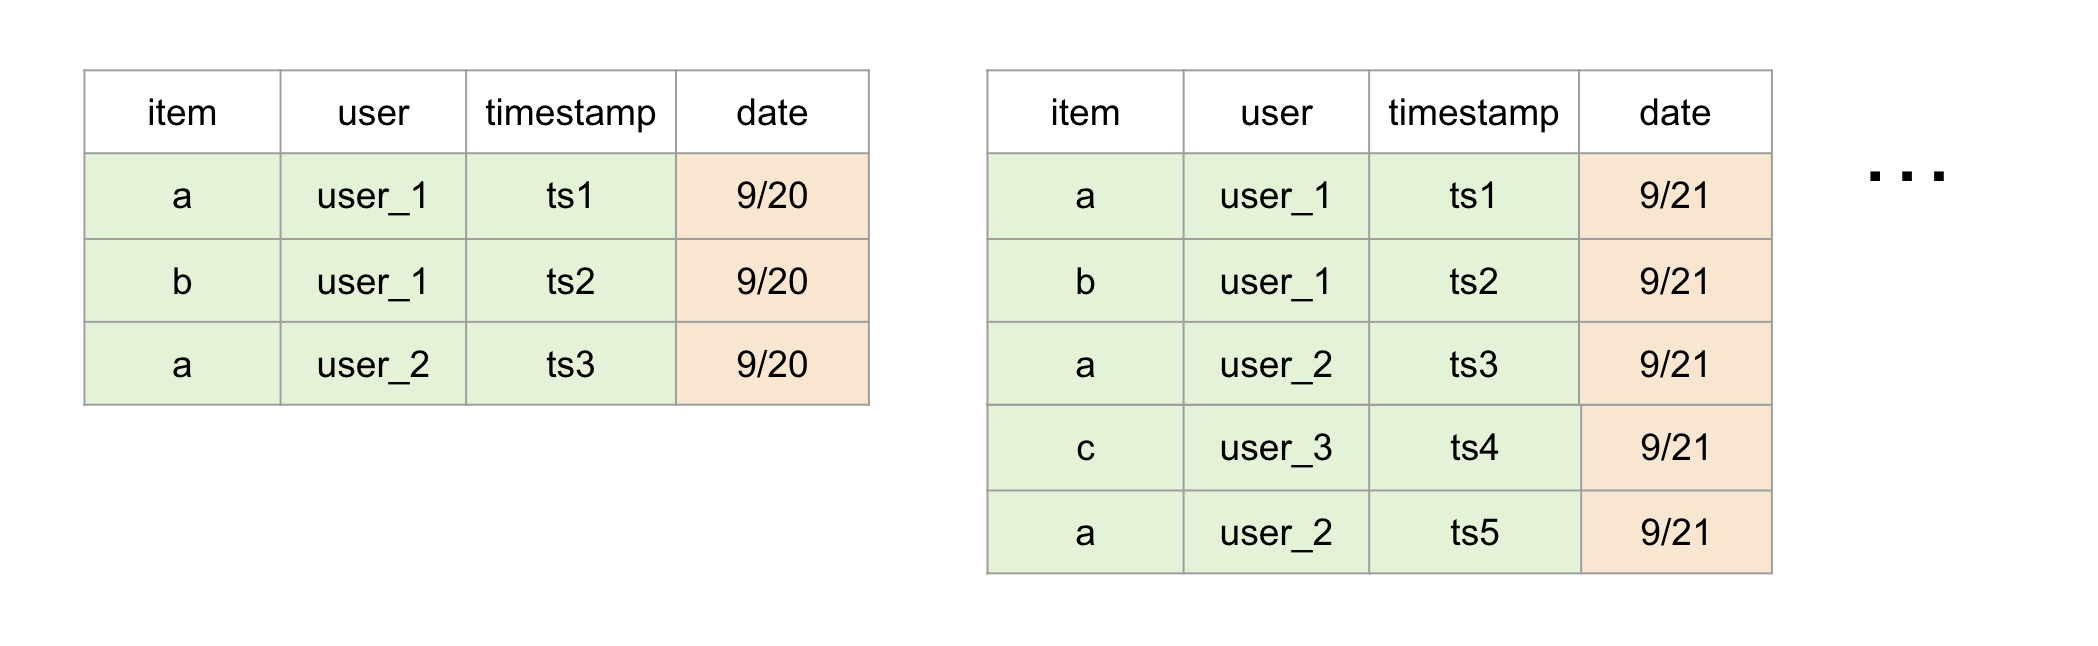 item user timestamp date
a user_1 ts1 9/20
b user_1 ts2 9/20
a user_2 ts3 9/20
item user timestamp date
a user_1 ts1 9/21
b user_1 ts2 9/21
a user_2 ts3 9/21
c user_3 ts4 9/21
a user_2 ts5 9/21
...